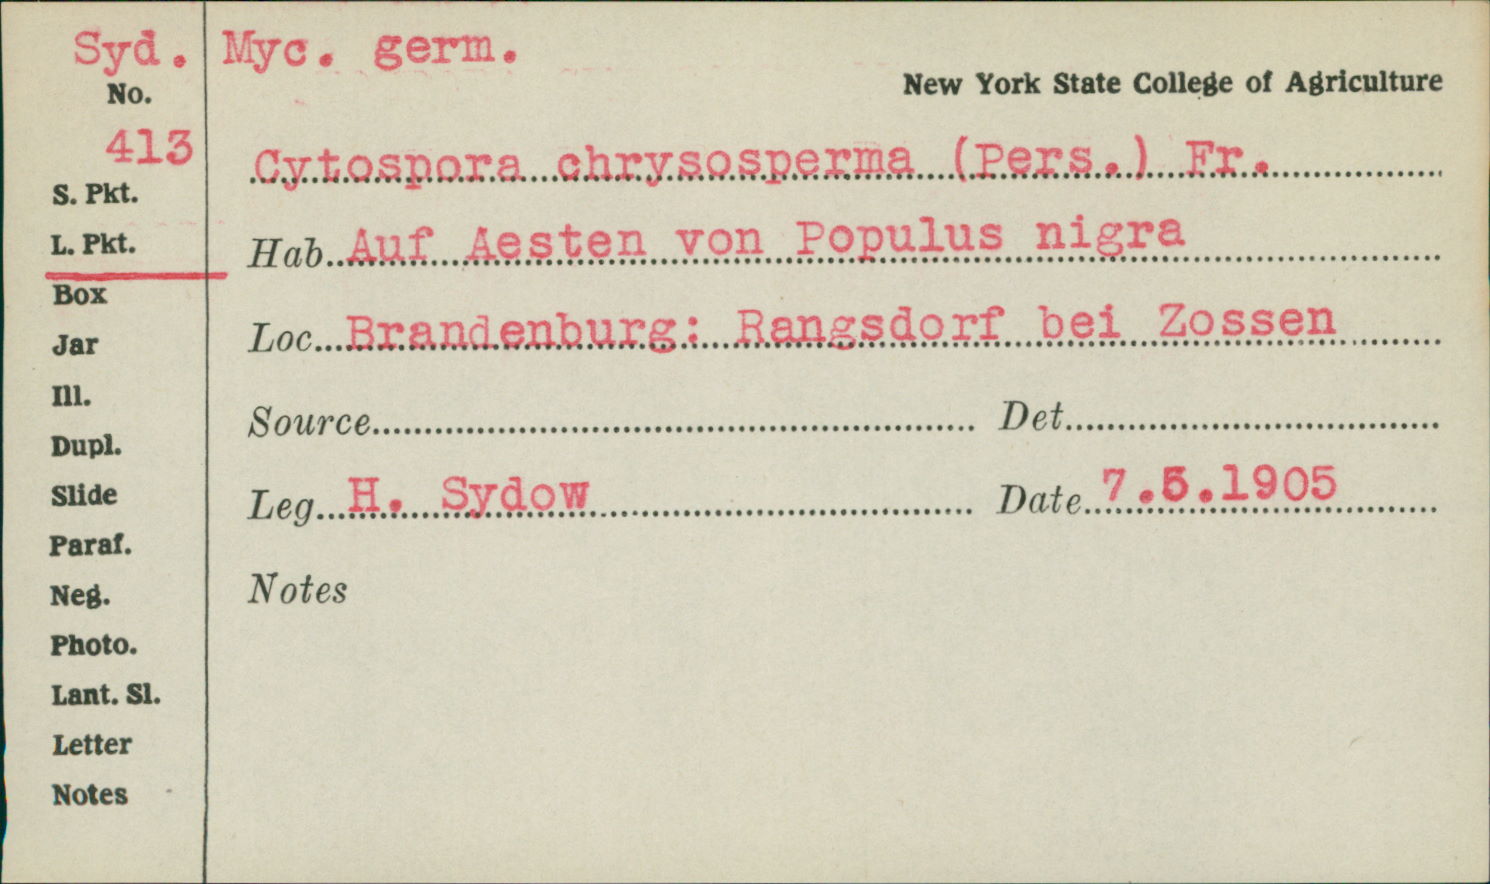 Syd. Myc. germ.
New York State College of Agriculture
No.
413
Cytospora chrysosperma (Pers.) Fr.
S. Pkt.
L. Pkt.
Hab. Auf Aesten von Populus nigra
Box
Loc. Brandenburg: Rangsdorf bei Zossen
Jar
Ill.
Source Det.
Dupl.
Slide
Leg. H. Sydow Date 7.5.1905
Paraf.
Neg.
Notes
Photo.
Lant. Sl.
Letter
Notes